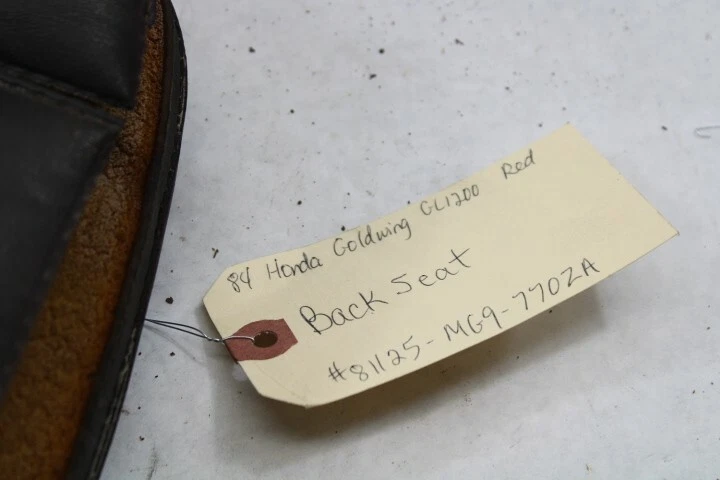 84 Honda Goldwing GL1200 Red
Back Seat
#81125-MG9-770ZA